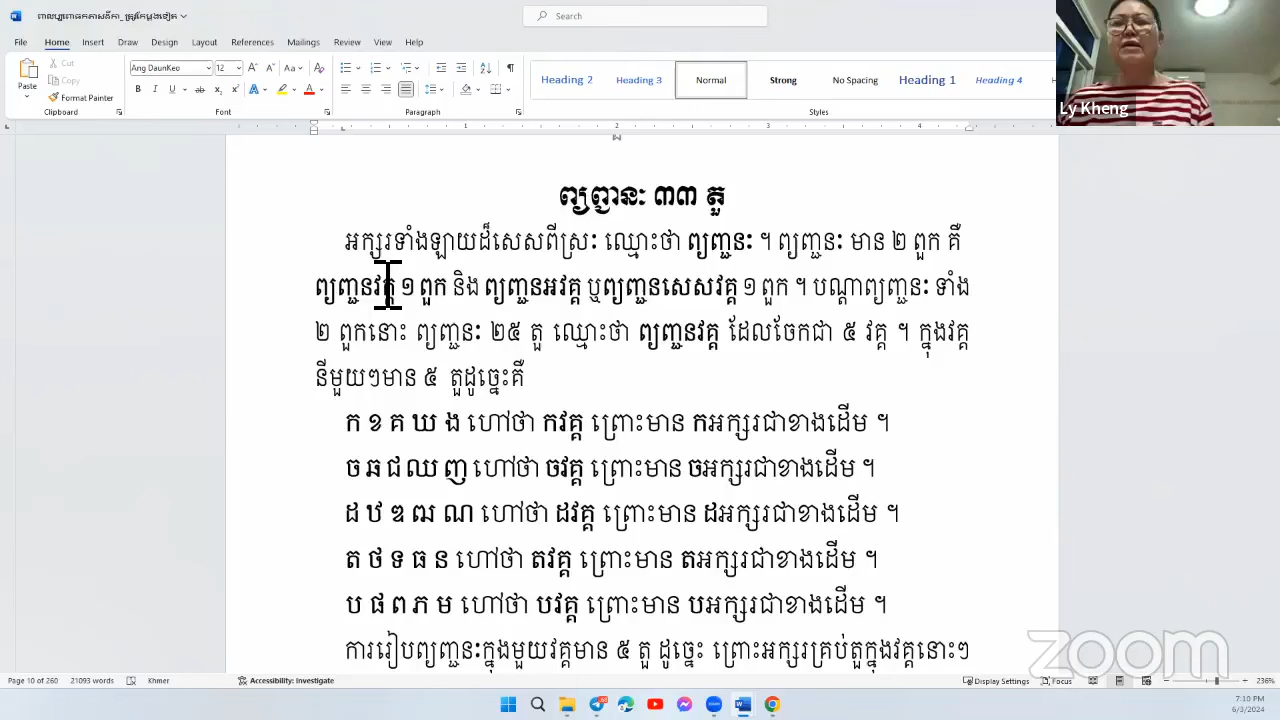 Search
File Home Insert Draw Design Layout References Mailings Review View Help
Paste
Cut
Copy
Format Painter
Clipboard
Ang DaunKeo 12
Font
Paragraph
Heading 2 Heading 3 Normal Strong No Spacing Heading 1 Heading 4
Styles
Ly Kheng
ព្យញ្ជនៈ ៣៣ តួ
អក្សរទាំងឡាយដ៏សេសពីស្រៈ ឈ្មោះថា ព្យញ្ជនៈ ។ ព្យញ្ជនៈ មាន ២ ពួក គឺ
ព្យញ្ជនវគ្គ ១ ពួក និង ព្យញ្ជនអវគ្គ ឬព្យញ្ជនសេសវគ្គ ១ ពួក ។ បណ្ដាព្យញ្ជនៈ ទាំង
២ ពួកនោះ ព្យញ្ជនៈ ២៥ តួ ឈ្មោះថា ព្យញ្ជនវគ្គ ដែលចែកជា ៥ វគ្គ ។ ក្នុងវគ្គ
នីមួយៗមាន ៥ តួដូច្នេះគឺ
ក ខ គ ឃ ង ហៅថា កវគ្គ ព្រោះមាន កអក្សរជាខាងដើម ។
ច ឆ ជ ឈ ញ ហៅថា ចវគ្គ ព្រោះមាន ចអក្សរជាខាងដើម ។
ដ ឋ ឌ ឍ ណ ហៅថា ដវគ្គ ព្រោះមាន ដអក្សរជាខាងដើម ។
ត ថ ទ ធ ន ហៅថា តវគ្គ ព្រោះមាន តអក្សរជាខាងដើម ។
ប ផ ព ភ ម ហៅថា បវគ្គ ព្រោះមាន បអក្សរជាខាងដើម ។
ការរៀបព្យញ្ជនៈក្នុងមួយវគ្គមាន ៥ តួ ដូច្នេះ ព្រោះអក្សរគ្រប់តួក្នុងវគ្គនោះៗ
zoom
Page 10 of 260 21093 words Khmer Accessibility: Investigate Display Settings Focus 236%
7:10 PM
6/3/2024